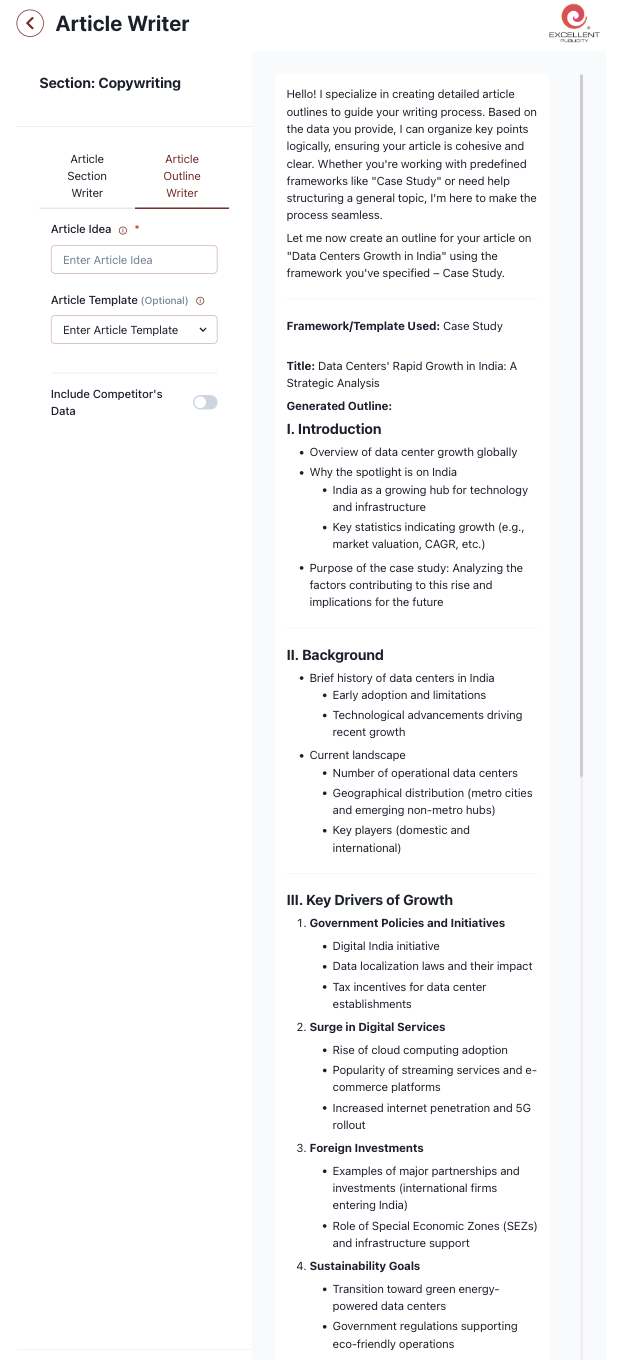 Article Writer
EXCELLENT
PUBLICITY
Section: Copywriting
Article
Section
Writer
Article
Outline
Writer
Article Idea *
Enter Article Idea
Article Template (Optional)
Enter Article Template
Include Competitor's
Data
Hello! I specialize in creating detailed article
outlines to guide your writing process. Based on
the data you provide, I can organize key points
logically, ensuring your article is cohesive and
clear. Whether you're working with predefined
frameworks like "Case Study" or need help
structuring a general topic, I'm here to make the
process seamless.
Let me now create an outline for your article on
"Data Centers Growth in India" using the
framework you've specified – Case Study.
Framework/Template Used: Case Study
Title: Data Centers' Rapid Growth in India: A
Strategic Analysis
Generated Outline:
I. Introduction
• Overview of data center growth globally
• Why the spotlight is on India
• India as a growing hub for technology
and infrastructure
• Key statistics indicating growth (e.g.,
market valuation, CAGR, etc.)
• Purpose of the case study: Analyzing the
factors contributing to this rise and
implications for the future
II. Background
• Brief history of data centers in India
• Early adoption and limitations
• Technological advancements driving
recent growth
• Current landscape
• Number of operational data centers
• Geographical distribution (metro cities
and emerging non-metro hubs)
• Key players (domestic and
international)
III. Key Drivers of Growth
1. Government Policies and Initiatives
• Digital India initiative
• Data localization laws and their impact
• Tax incentives for data center
establishments
2. Surge in Digital Services
• Rise of cloud computing adoption
• Popularity of streaming services and e-
commerce platforms
• Increased internet penetration and 5G
rollout
3. Foreign Investments
• Examples of major partnerships and
investments (international firms
entering India)
• Role of Special Economic Zones (SEZs)
and infrastructure support
4. Sustainability Goals
• Transition toward green energy-
powered data centers
• Government regulations supporting
eco-friendly operations